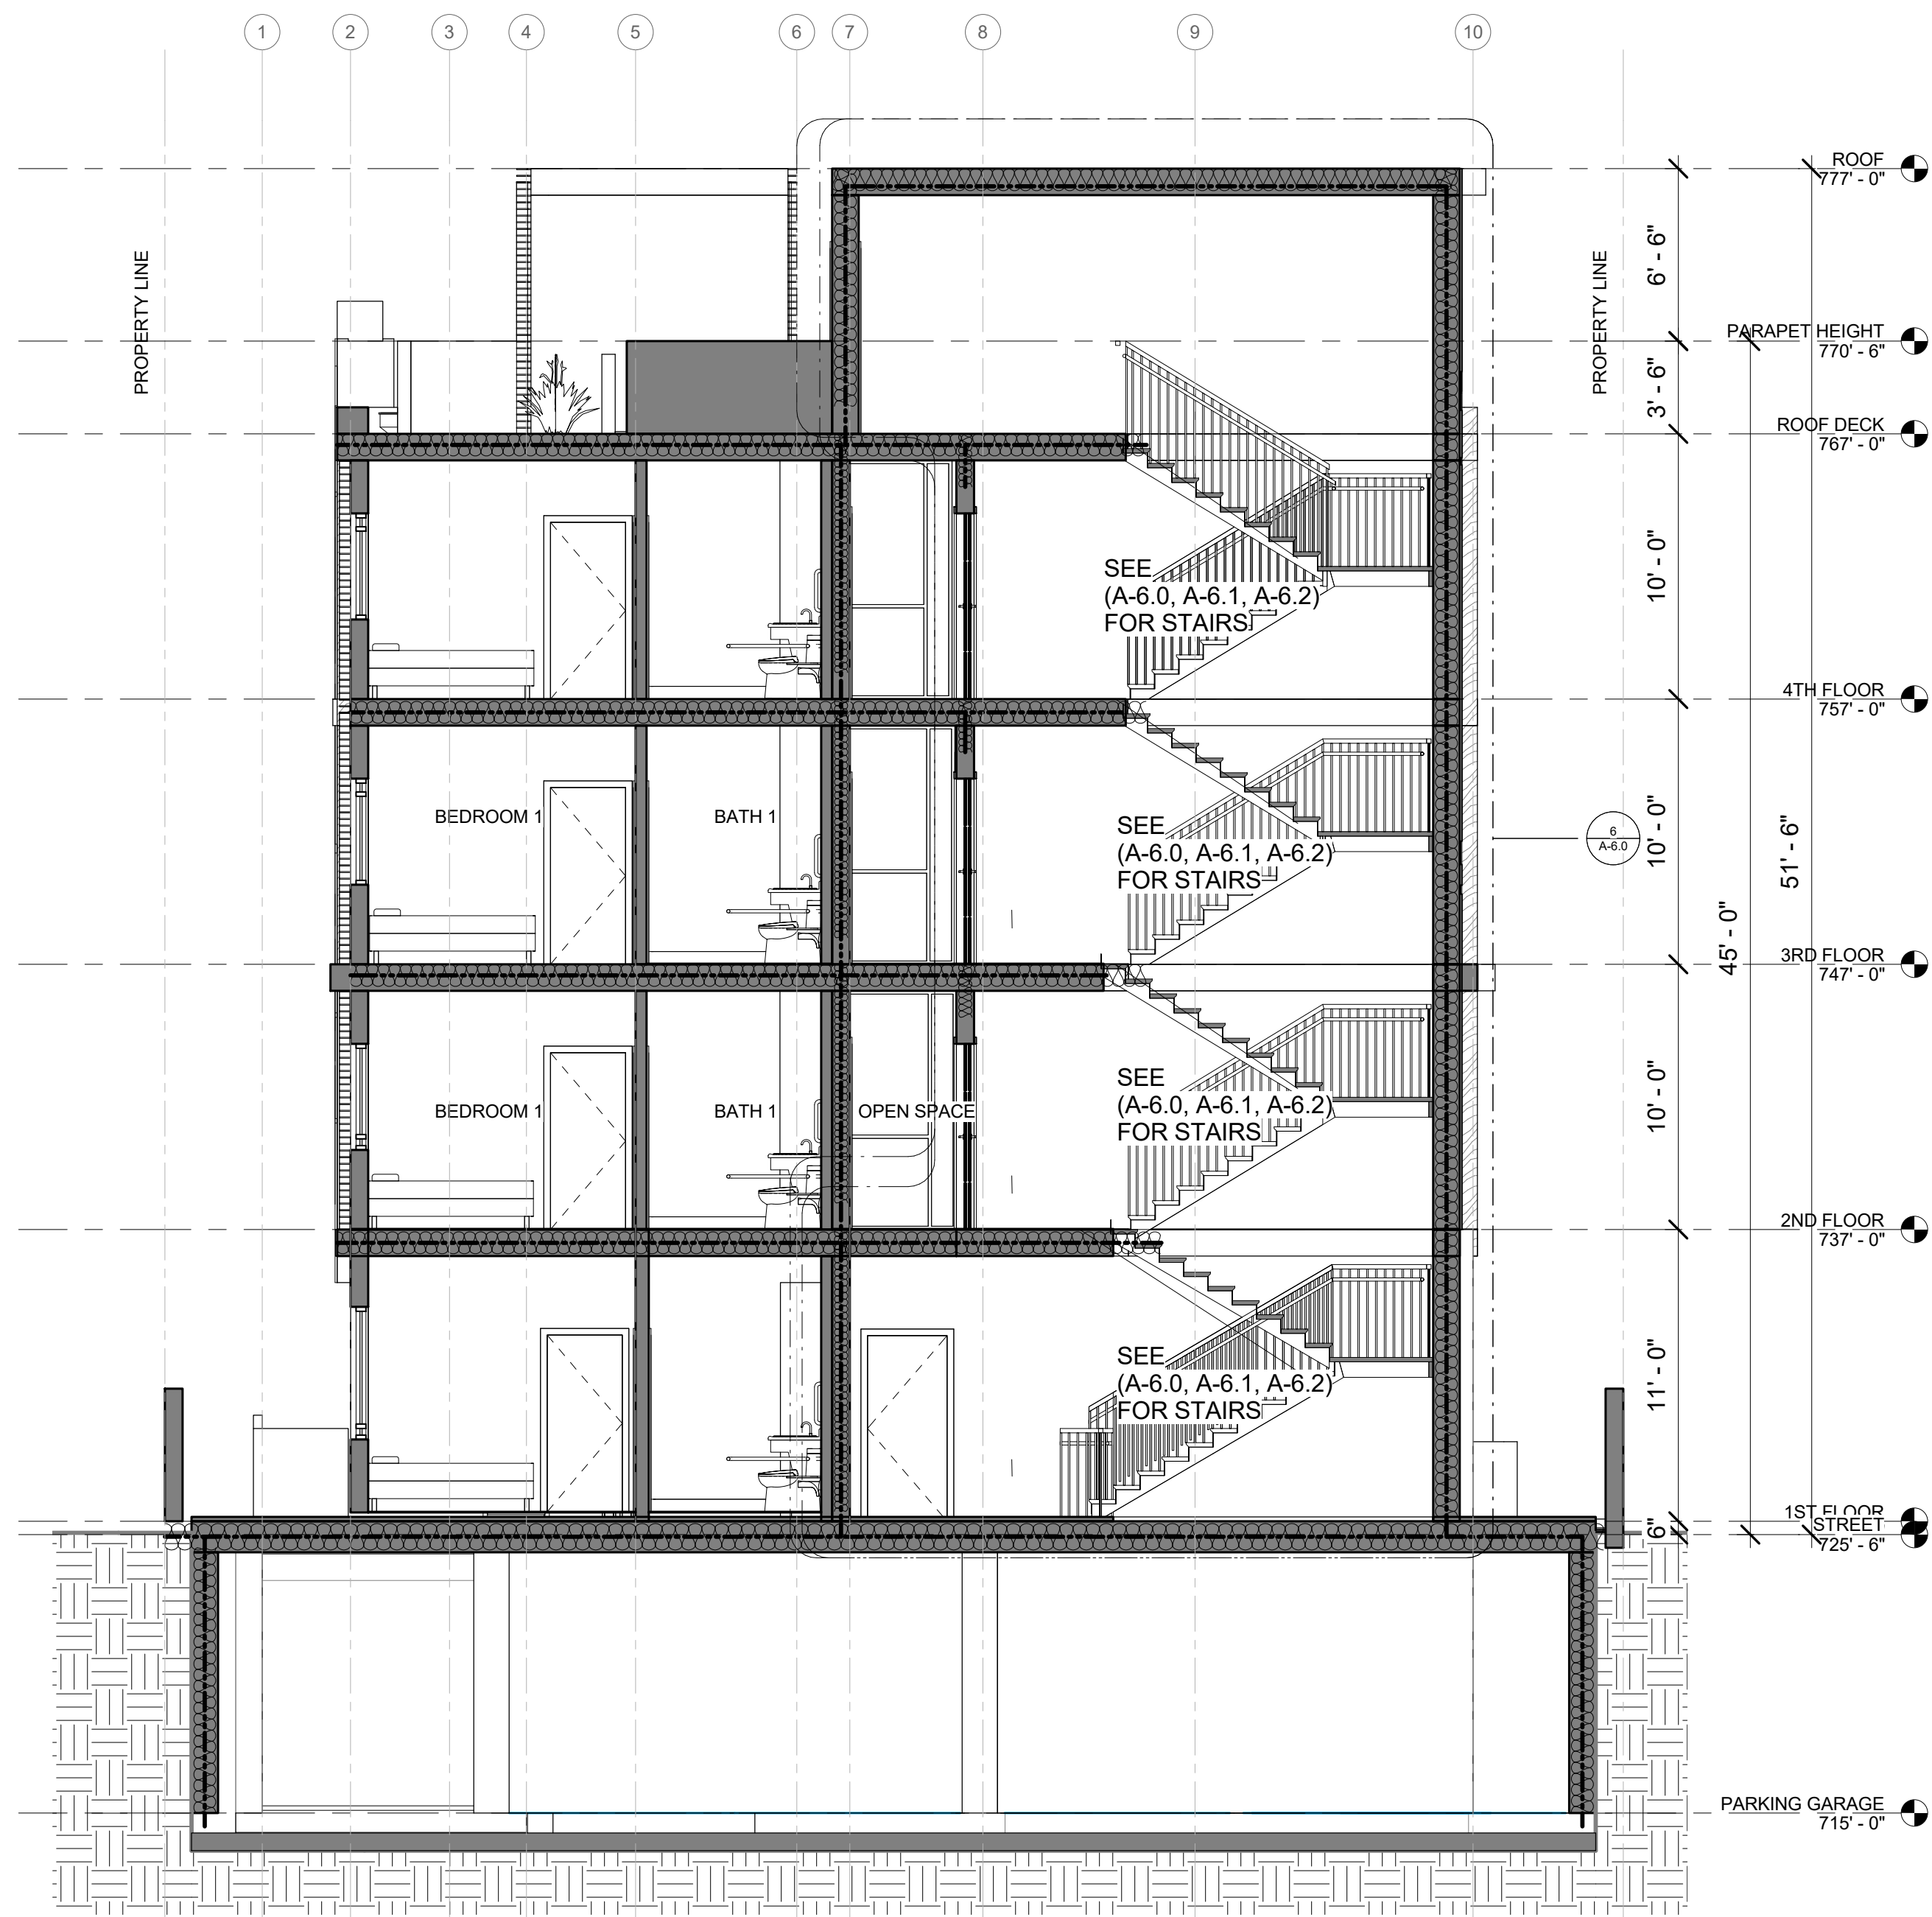 1
2
3
4
5
6
7
8
9
10
ROOF
777' - 0"
PROPERTY LINE
PROPERTY LINE
6' - 6"
PARAPET HEIGHT
770' - 6"
3' - 6"
ROOF DECK
767' - 0"
SEE
(A-6.0, A-6.1, A-6.2)
FOR STAIRS
10' - 0"
4TH FLOOR
757' - 0"
BEDROOM 1
BATH 1
SEE
(A-6.0, A-6.1, A-6.2)
FOR STAIRS
6
A-6.0
10' - 0"
51' - 6"
45' - 0"
3RD FLOOR
747' - 0"
BEDROOM 1
BATH 1
OPEN SPACE
SEE
(A-6.0, A-6.1, A-6.2)
FOR STAIRS
10' - 0"
2ND FLOOR
737' - 0"
SEE
(A-6.0, A-6.1, A-6.2)
FOR STAIRS
11' - 0"
1ST FLOOR
6"
STREET
725' - 6"
PARKING GARAGE
715' - 0"